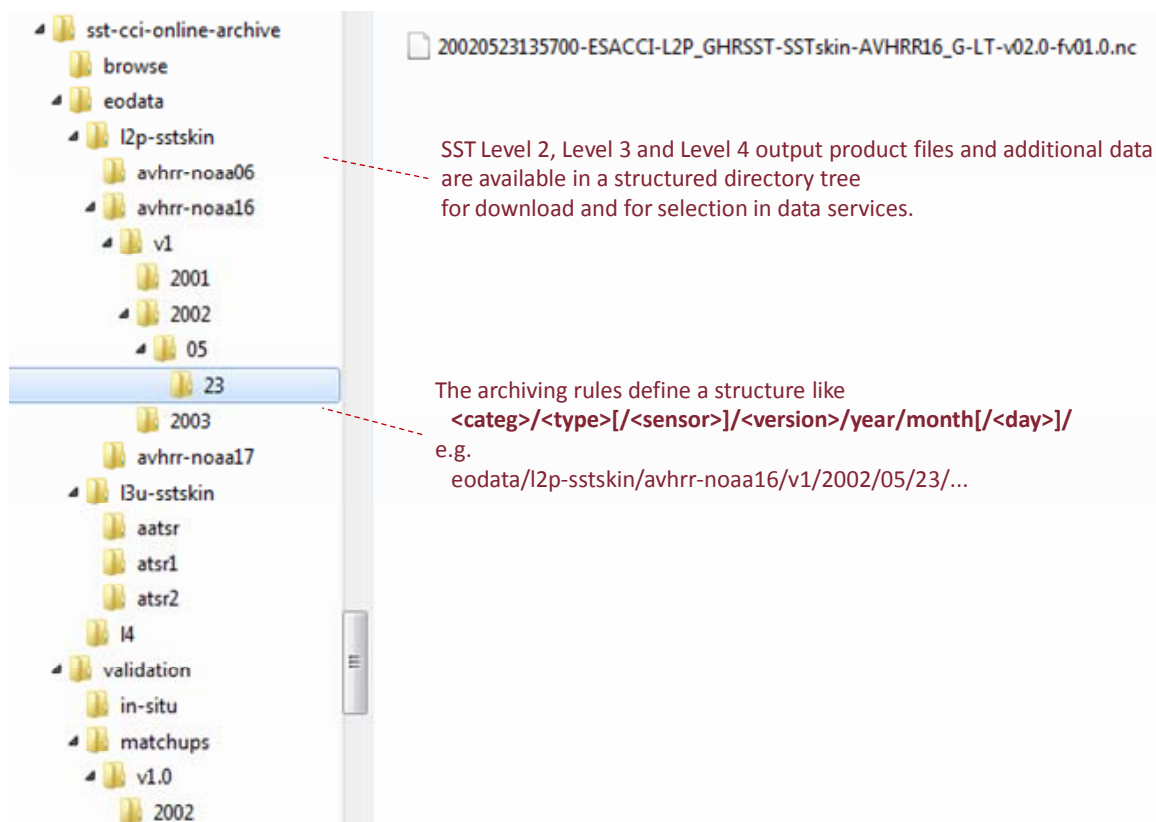 sst-cci-online-archive
browse
eodata
l2p-sstskin
avhrr-noaa06
avhrr-noaa16
v1
2001
2002
05
23
2003
avhrr-noaa17
l3u-sstskin
aatsr
atsr1
atsr2
l4
validation
in-situ
matchups
v1.0
2002
20020523135700-ESACCI-L2P_GHRSST-SSTskin-AVHRR16_G-LT-v02.0-fv01.0.nc
SST Level 2, Level 3 and Level 4 output product files and additional data
are available in a structured directory tree
for download and for selection in data services.
The archiving rules define a structure like
<categ>/<type>[/<sensor>]/<version>/year/month[/<day>]/
e.g.
eodata/l2p-sstskin/avhrr-noaa16/v1/2002/05/23/...